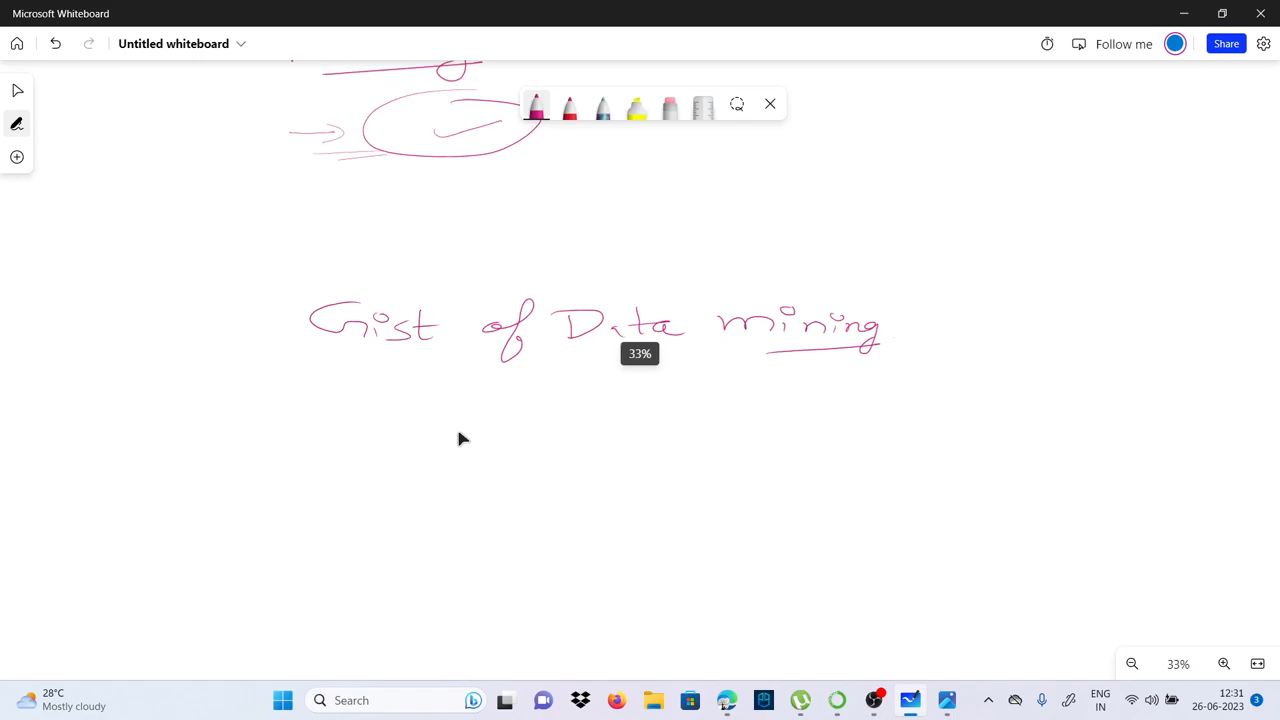 Microsoft Whiteboard
Untitled whiteboard
Follow me
Share
Gist of Data mining
33%
33%
28°C
Mostly cloudy
Search
ENG
IN
12:31
26-06-2023
3